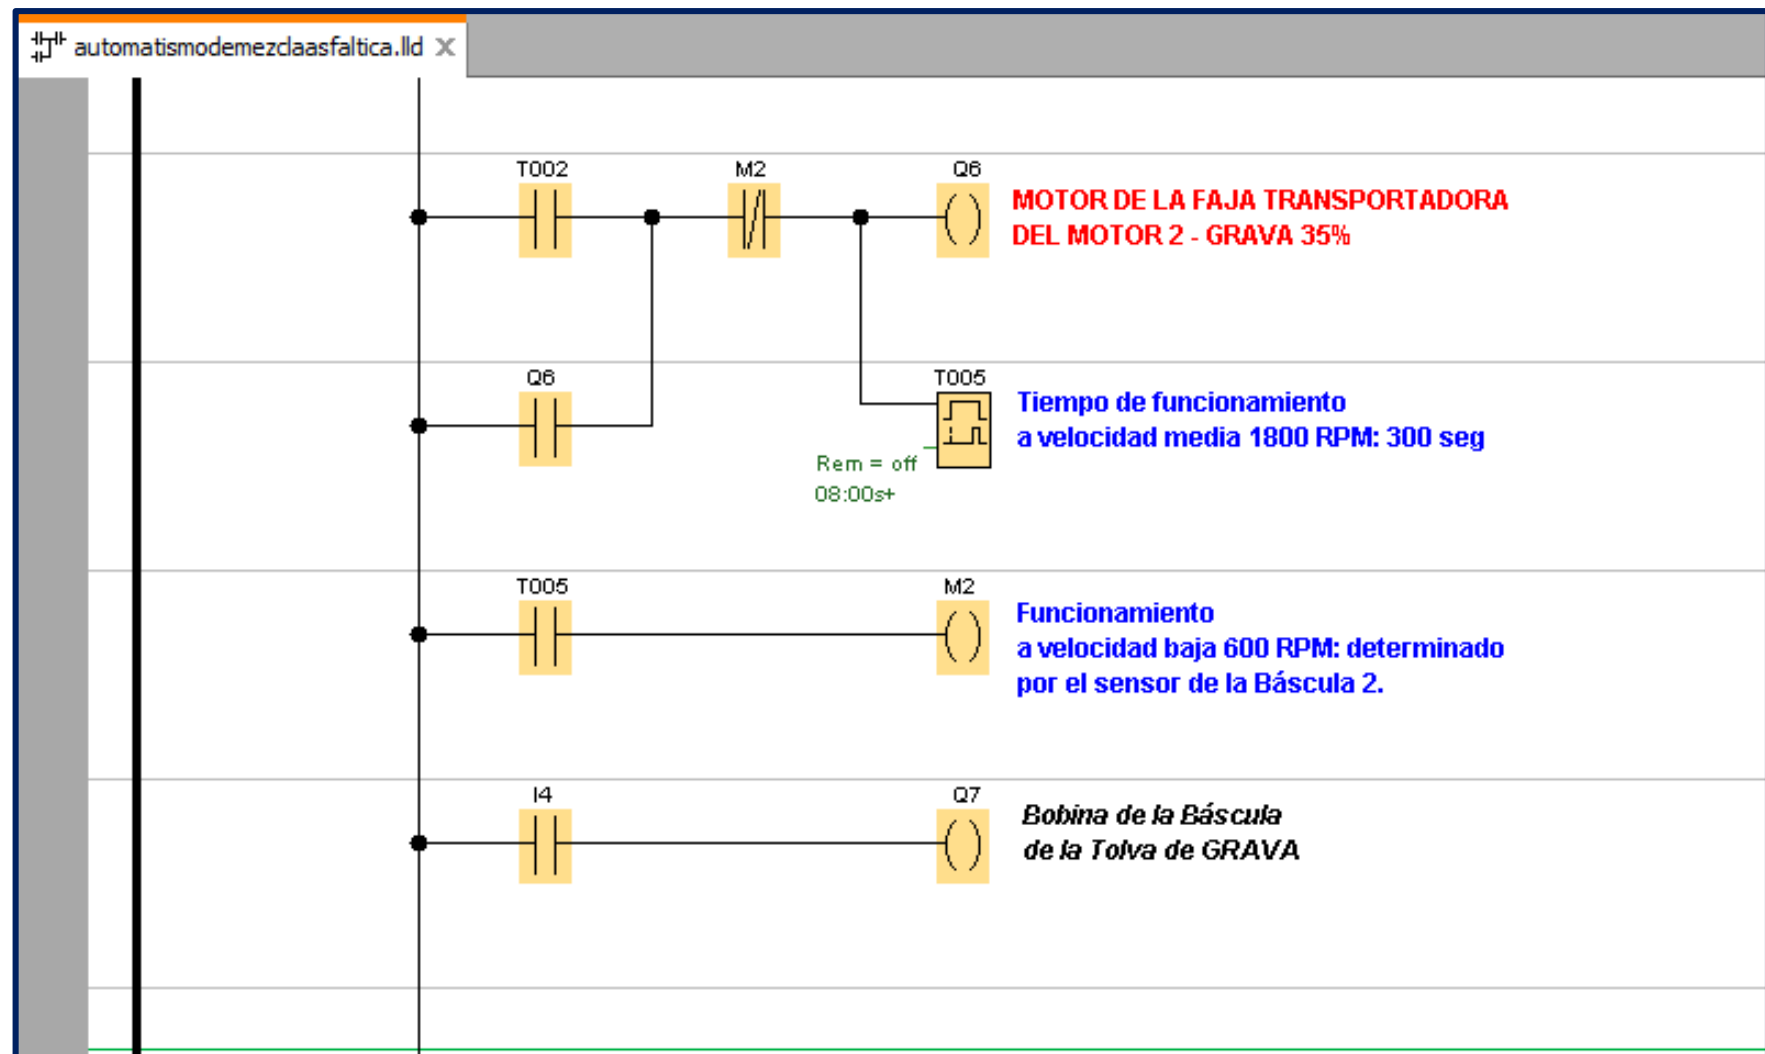 automatismodemezclaasfaltica.lld
T002 M2 Q6
MOTOR DE LA FAJA TRANSPORTADORA
DEL MOTOR 2 - GRAVA 35%
Q6 T005
Tiempo de funcionamiento
a velocidad media 1800 RPM: 300 seg
Rem = off
08:00s+
T005 M2
Funcionamiento
a velocidad baja 600 RPM: determinado
por el sensor de la Báscula 2.
I4 Q7
Bobina de la Báscula
de la Tolva de GRAVA